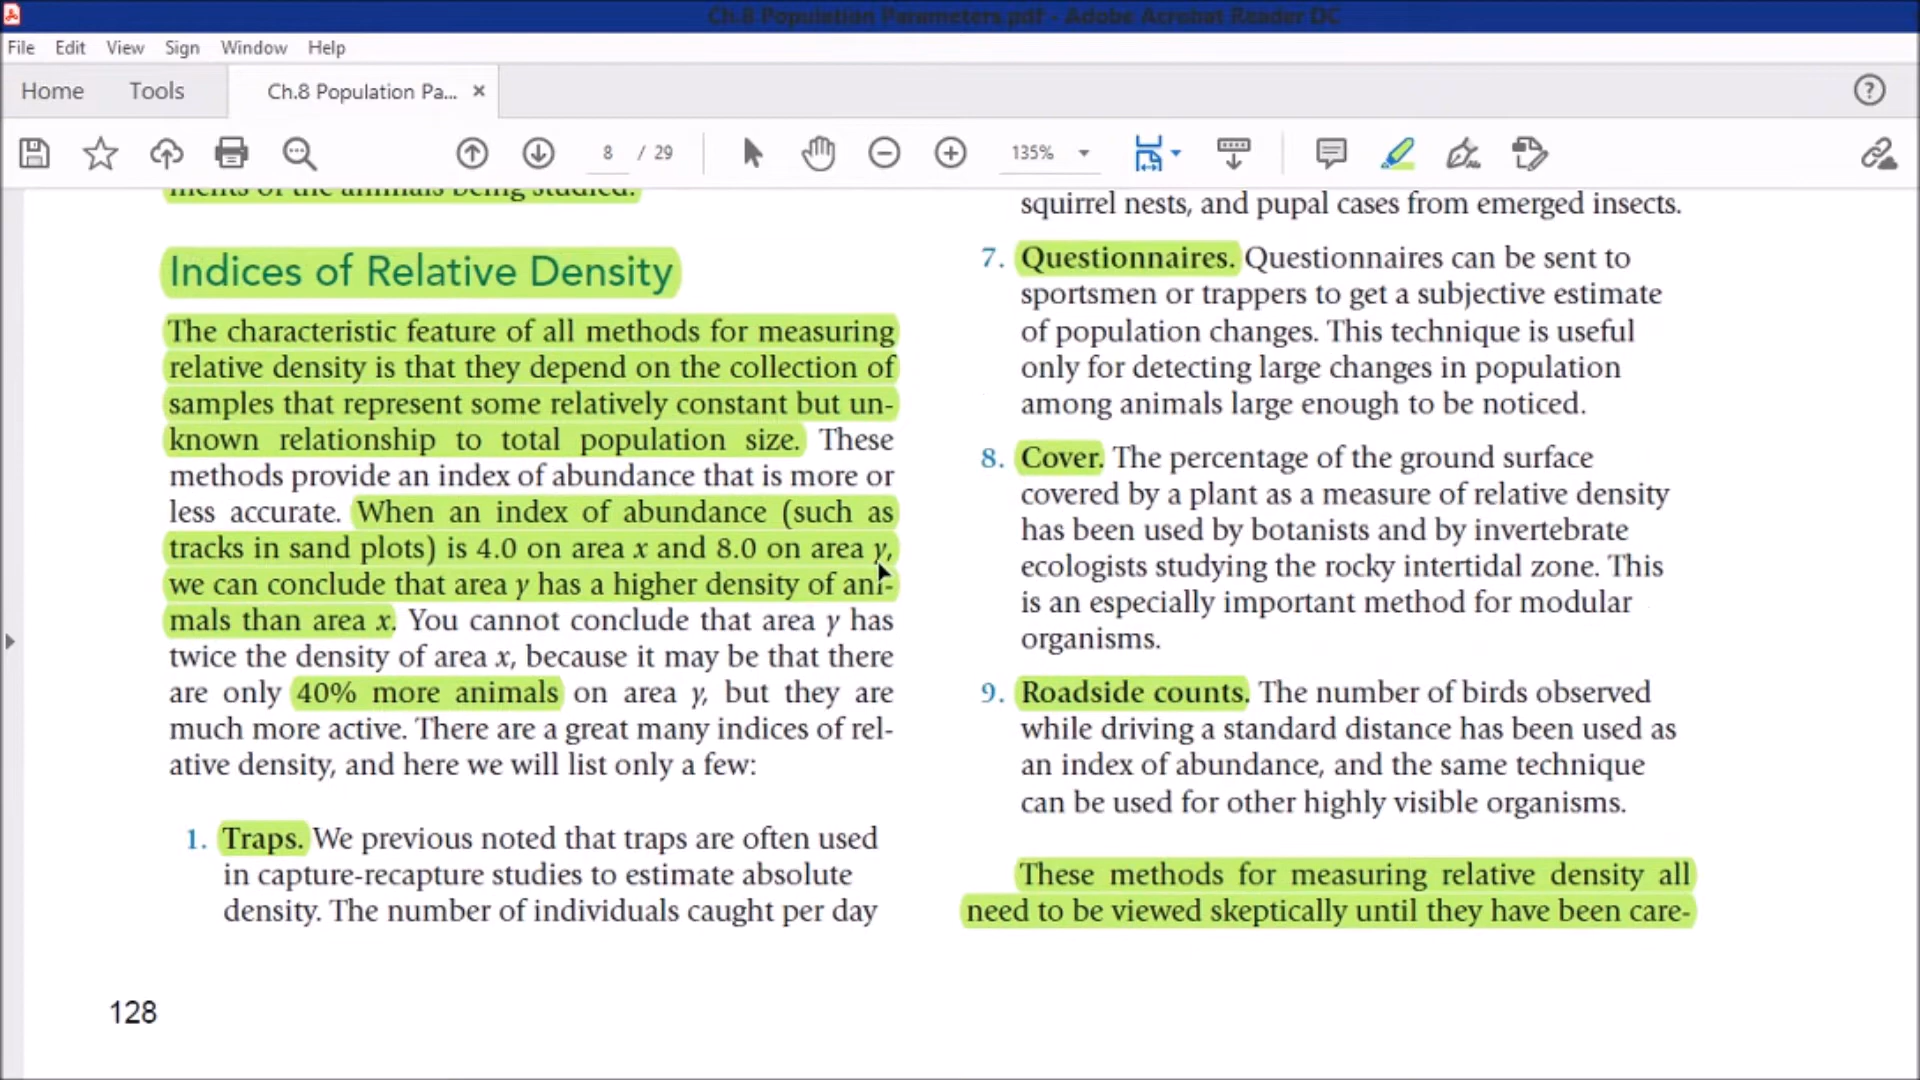 Ch.8 Population Parameters.pdf - Adobe Acrobat Reader DC
File Edit View Sign Window Help
Home Tools Ch.8 Population Pa... ×
8 / 29 135%
ments of the animals being studied.
Indices of Relative Density
The characteristic feature of all methods for measuring
relative density is that they depend on the collection of
samples that represent some relatively constant but un-
known relationship to total population size. These
methods provide an index of abundance that is more or
less accurate. When an index of abundance (such as
tracks in sand plots) is 4.0 on area x and 8.0 on area y,
we can conclude that area y has a higher density of ani-
mals than area x. You cannot conclude that area y has
twice the density of area x, because it may be that there
are only 40% more animals on area y, but they are
much more active. There are a great many indices of rel-
ative density, and here we will list only a few:
1. Traps. We previous noted that traps are often used
in capture-recapture studies to estimate absolute
density. The number of individuals caught per day
128
squirrel nests, and pupal cases from emerged insects.
7. Questionnaires. Questionnaires can be sent to
sportsmen or trappers to get a subjective estimate
of population changes. This technique is useful
only for detecting large changes in population
among animals large enough to be noticed.
8. Cover. The percentage of the ground surface
covered by a plant as a measure of relative density
has been used by botanists and by invertebrate
ecologists studying the rocky intertidal zone. This
is an especially important method for modular
organisms.
9. Roadside counts. The number of birds observed
while driving a standard distance has been used as
an index of abundance, and the same technique
can be used for other highly visible organisms.
These methods for measuring relative density all
need to be viewed skeptically until they have been care-